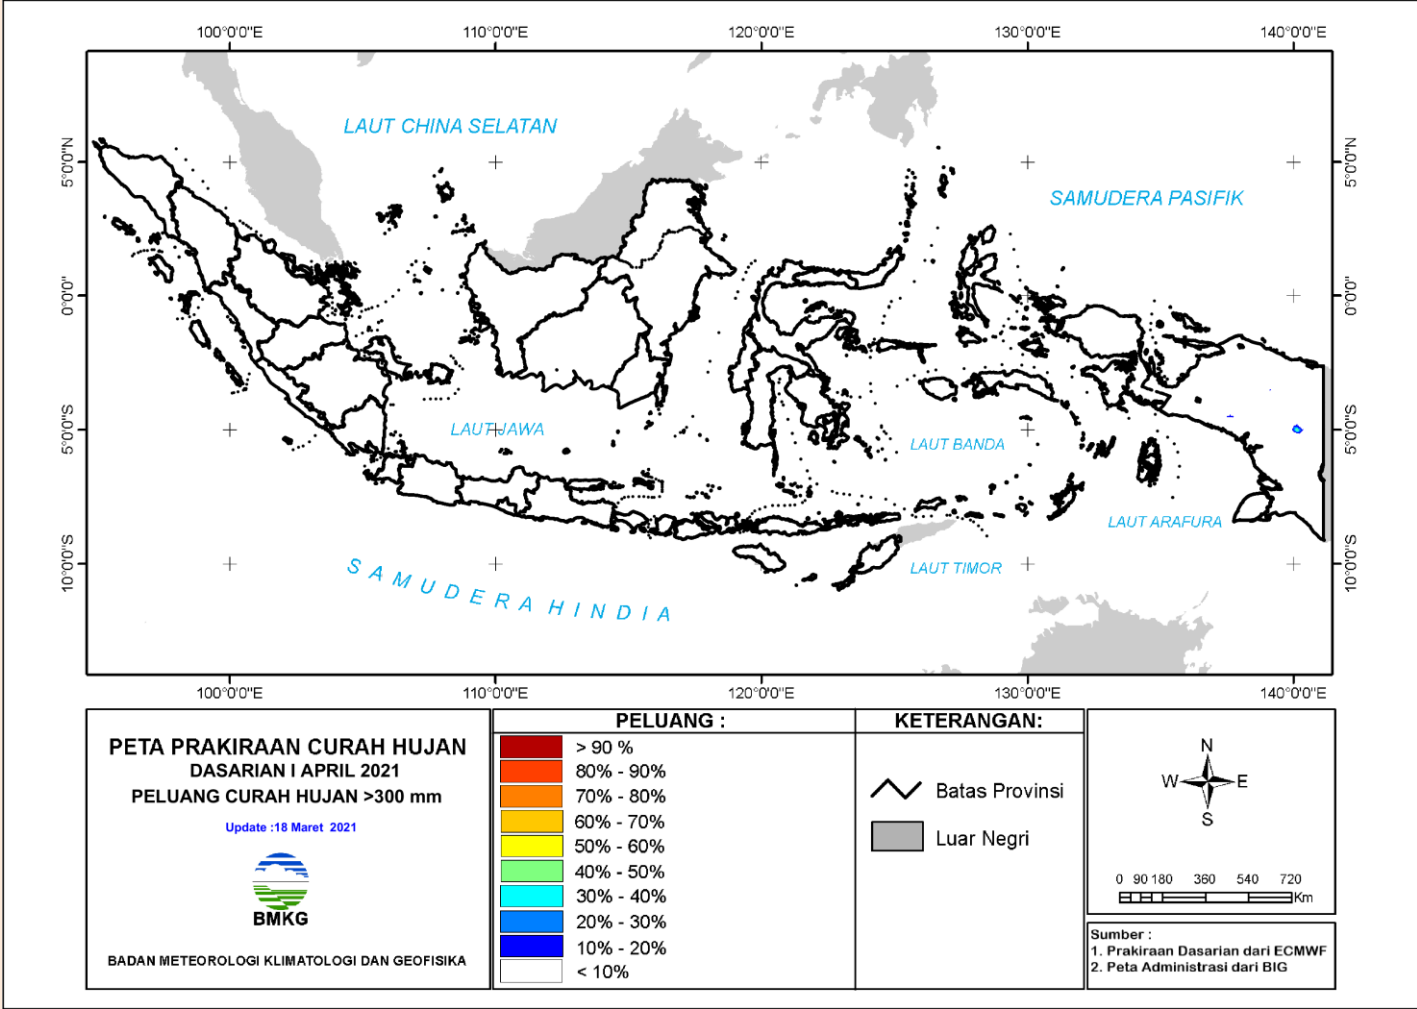 100°0'0"E 110°0'0"E 120°0'0"E 130°0'0"E 140°0'0"E
5°0'0"N
0°0'0"
5°0'0"S
10°0'0"S
LAUT CHINA SELATAN
SAMUDERA PASIFIK
LAUT JAWA
LAUT BANDA
LAUT ARAFURA
LAUT TIMOR
SAMUDERA HINDIA
5°0'0"N
0°0'0"
5°0'0"S
10°0'0"S
100°0'0"E 110°0'0"E 120°0'0"E 130°0'0"E 140°0'0"E
PETA PRAKIRAAN CURAH HUJAN
DASARIAN I APRIL 2021
PELUANG CURAH HUJAN >300 mm
Update :18 Maret 2021
BMKG
BADAN METEOROLOGI KLIMATOLOGI DAN GEOFISIKA
PELUANG :
> 90 %
80% - 90%
70% - 80%
60% - 70%
50% - 60%
40% - 50%
30% - 40%
20% - 30%
10% - 20%
< 10%
KETERANGAN:
Batas Provinsi
Luar Negri
N
W E
S
0 90 180 360 540 720
Km
Sumber :
1. Prakiraan Dasarian dari ECMWF
2. Peta Administrasi dari BIG